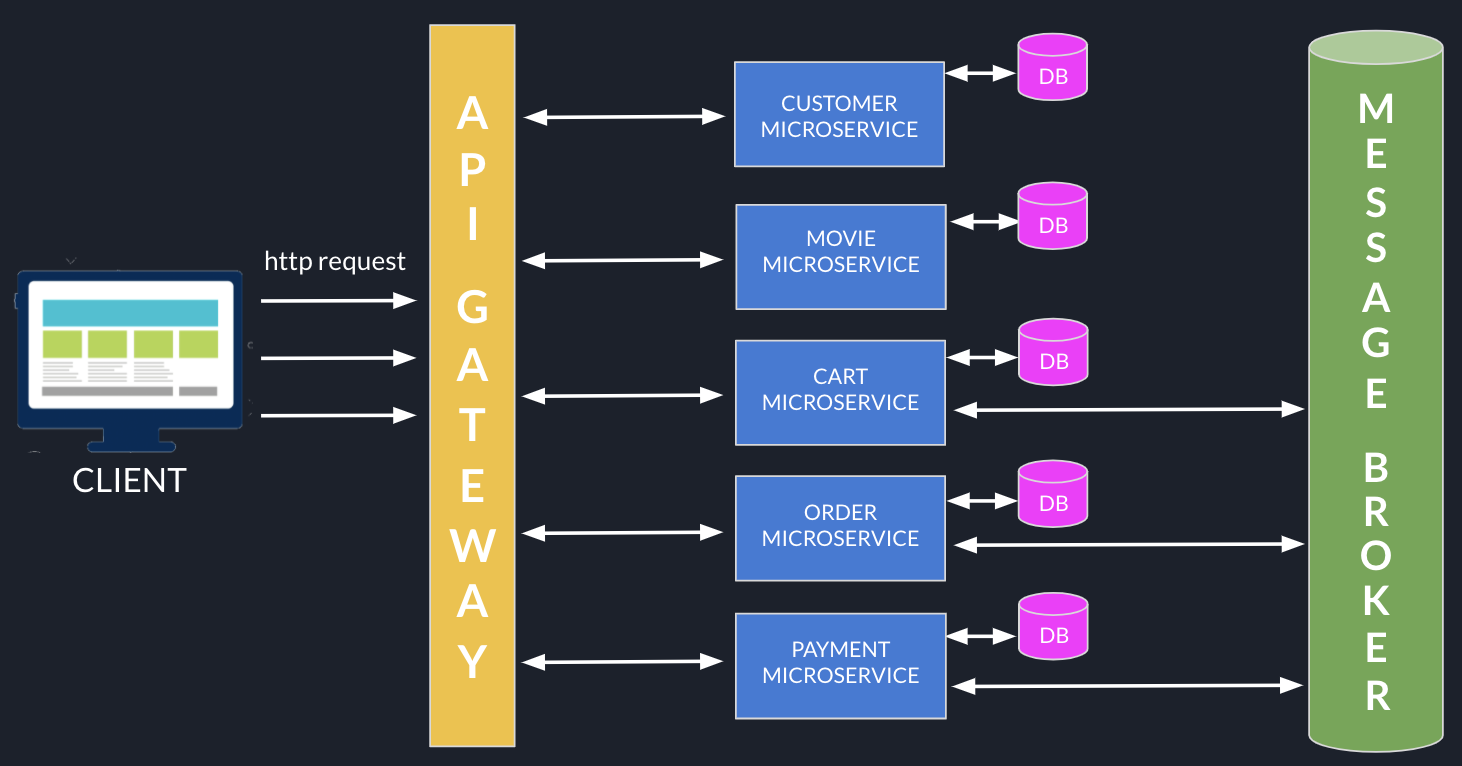 http request
CLIENT
API GATEWAY
CUSTOMER
MICROSERVICE
DB
MOVIE
MICROSERVICE
DB
CART
MICROSERVICE
DB
ORDER
MICROSERVICE
DB
PAYMENT
MICROSERVICE
DB
MESSAGE BROKER